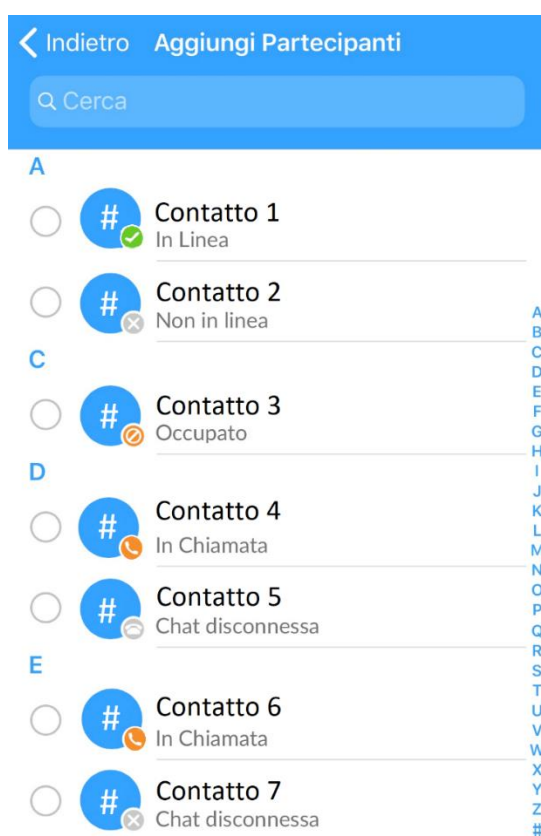 Indietro Aggiungi Partecipanti
Cerca
A
# Contatto 1
In Linea
# Contatto 2
Non in linea
C
# Contatto 3
Occupato
D
# Contatto 4
In Chiamata
# Contatto 5
Chat disconnessa
E
# Contatto 6
In Chiamata
# Contatto 7
Chat disconnessa
A
B
C
D
E
F
G
H
I
J
K
L
M
N
O
P
Q
R
S
T
U
V
W
X
Y
Z
#